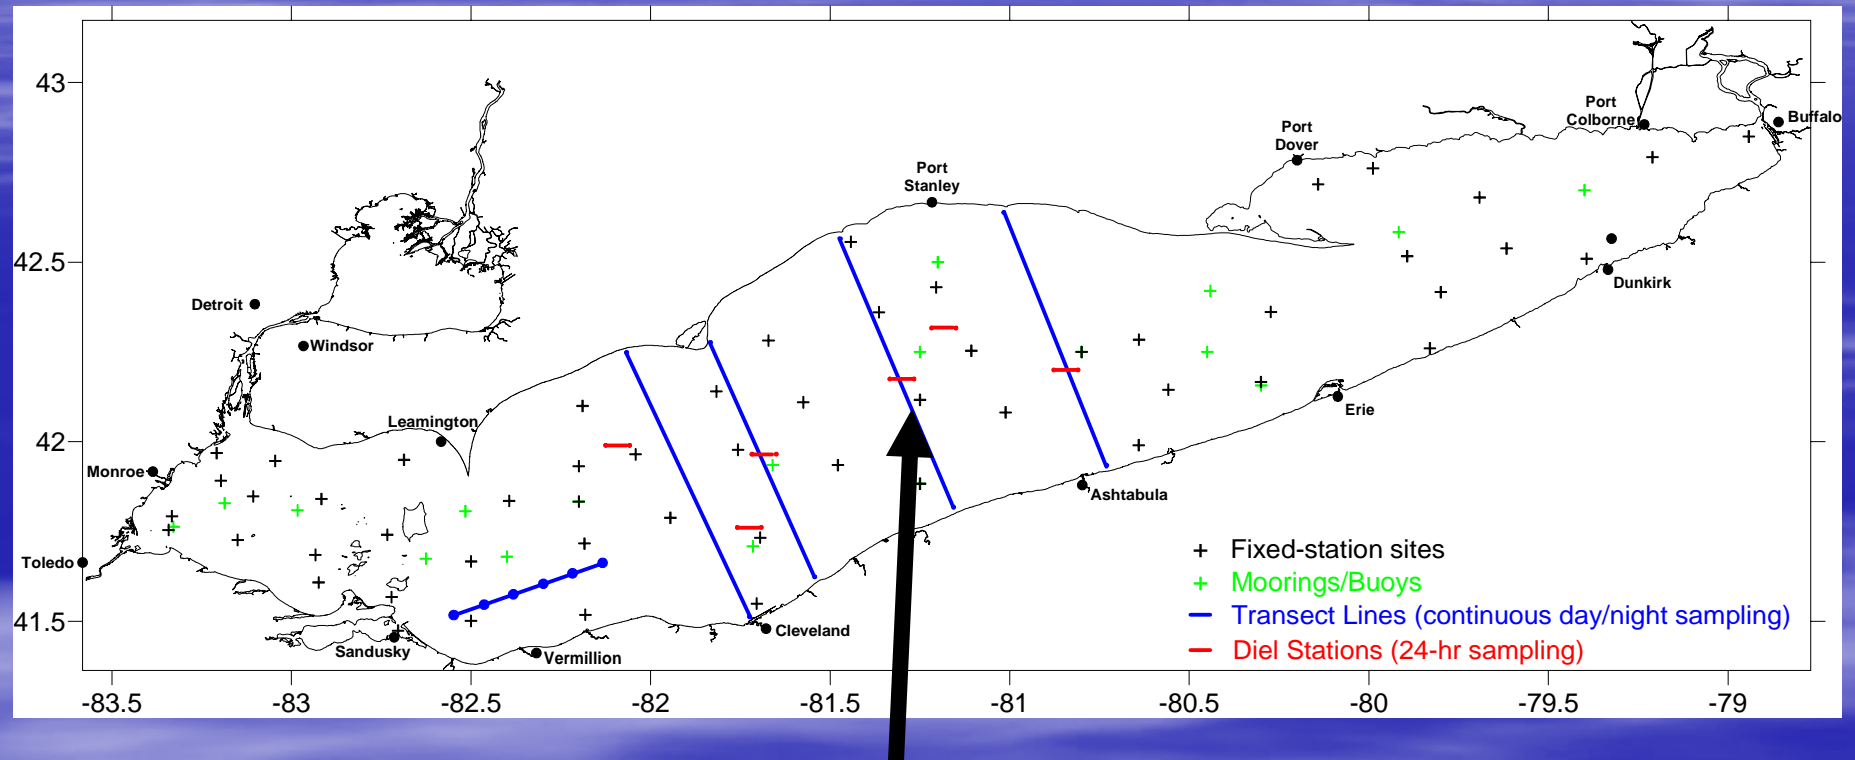 43
42.5
42
41.5
-83.5
-83
-82.5
-82
-81.5
-81
-80.5
-80
-79.5
-79
Port
Colborne
Buffalo
Port
Dover
Port
Stanley
Dunkirk
Detroit
Windsor
Erie
Leamington
Monroe
Ashtabula
Toledo
Cleveland
Sandusky
Vermillion
Fixed-station sites
Moorings/Buoys
Transect Lines (continuous day/night sampling)
Diel Stations (24-hr sampling)